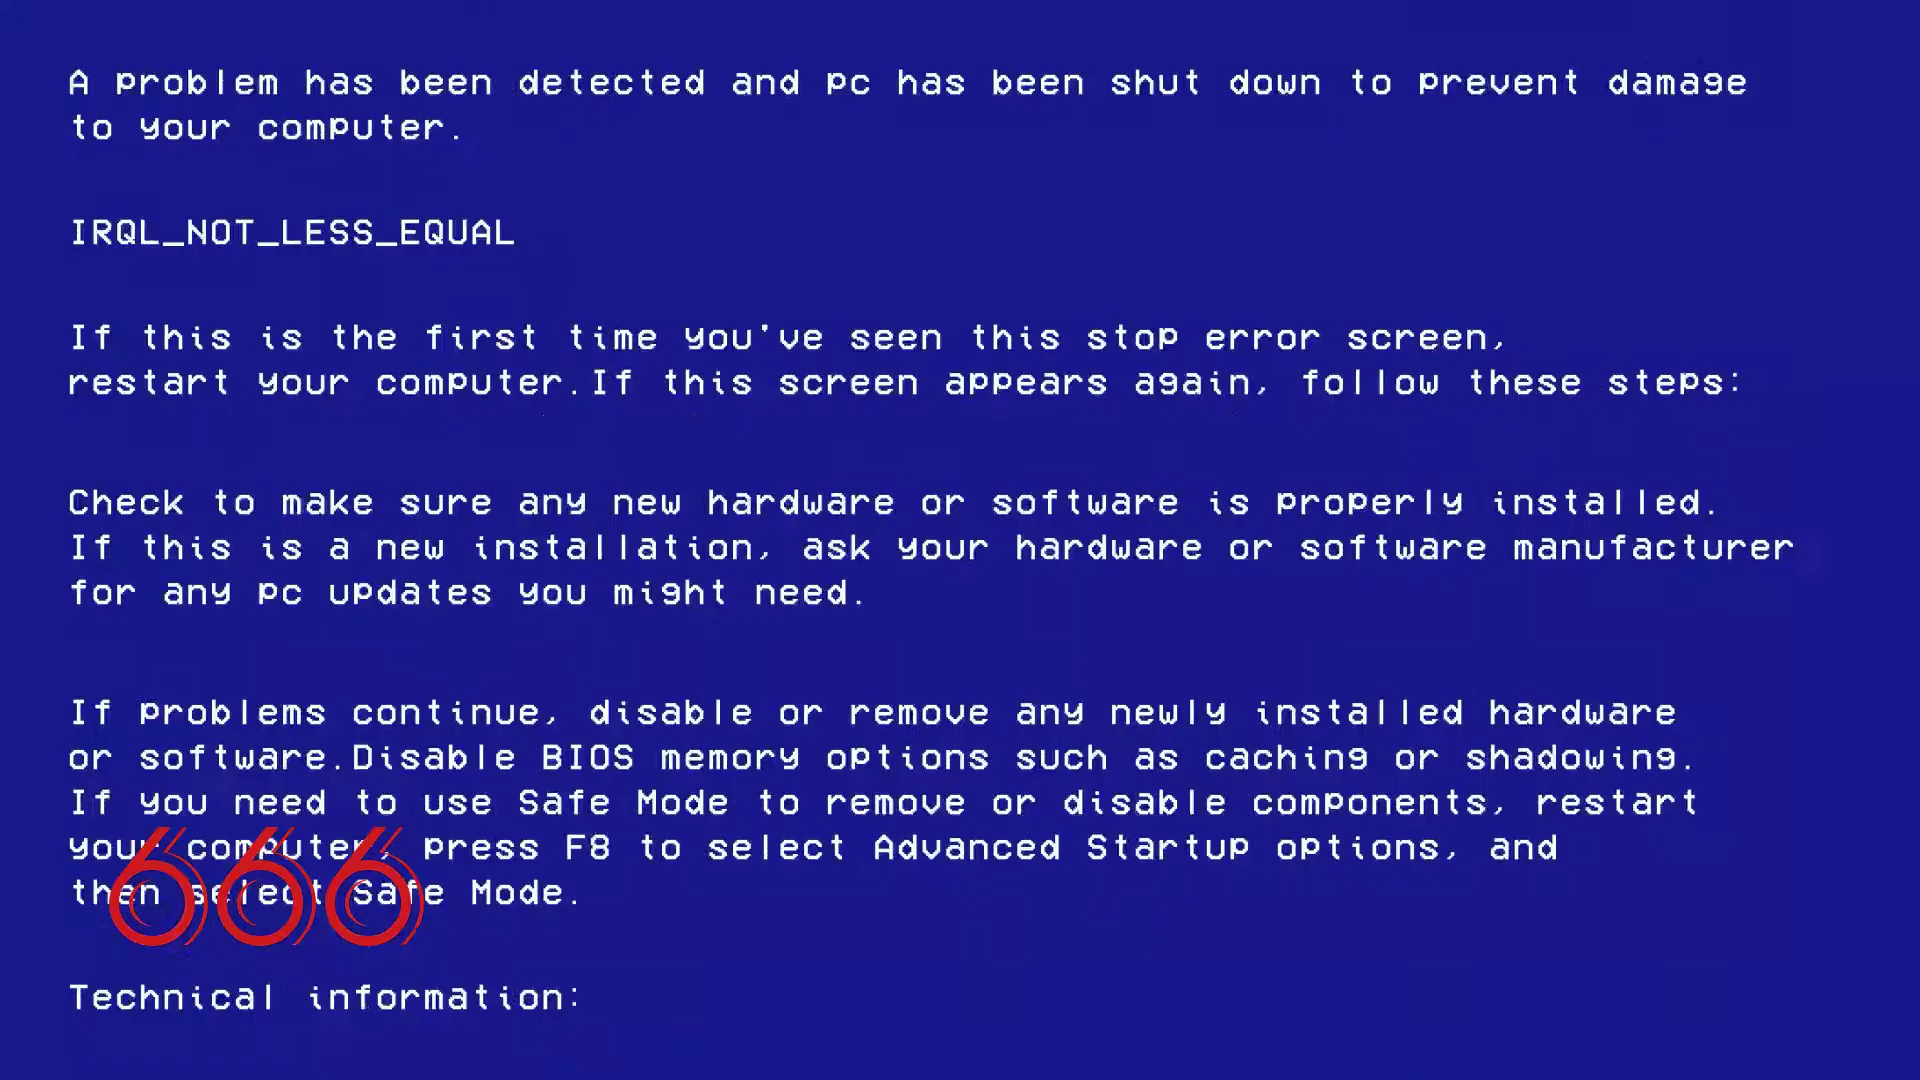 A problem has been detected and pc has been shut down to prevent damage
to your computer.
IRQL_NOT_LESS_EQUAL
If this is the first time you've seen this stop error screen,
restart your computer.If this screen appears again, follow these steps:
Check to make sure any new hardware or software is properly installed.
If this is a new installation, ask your hardware or software manufacturer
for any pc updates you might need.
If problems continue, disable or remove any newly installed hardware
or software.Disable BIOS memory options such as caching or shadowing.
If you need to use Safe Mode to remove or disable components, restart
your computer, press F8 to select Advanced Startup options, and
then select Safe Mode.
666
Technical information: